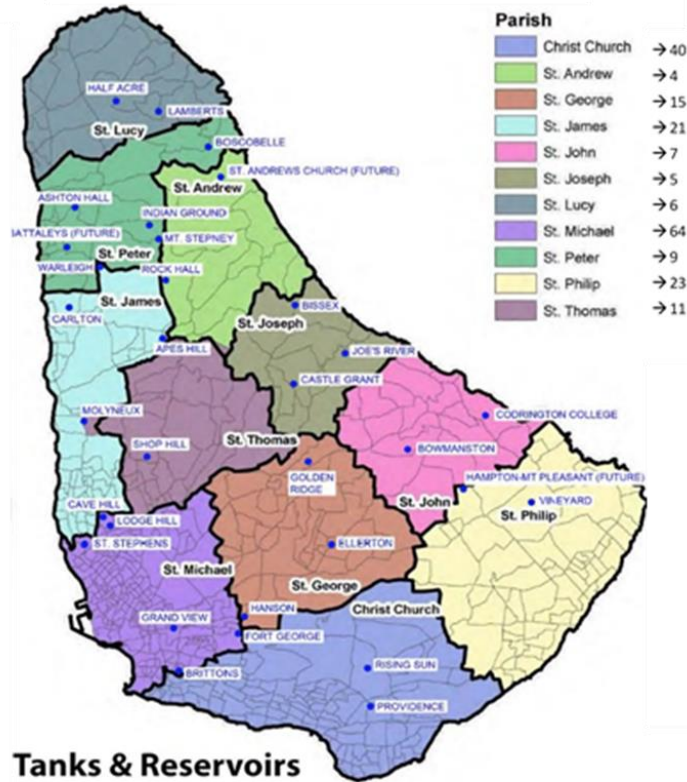 Parish
Christ Church → 40
St. Andrew → 4
St. George → 15
St. James → 21
St. John → 7
St. Joseph → 5
St. Lucy → 6
St. Michael → 64
St. Peter → 9
St. Philip → 23
St. Thomas → 11
HALF ACRE
LAMBERTS
St. Lucy
BOSCOBELLE
ST. ANDREWS CHURCH (FUTURE)
St. Andrew
ASHTON HALL
INDIAN GROUND
ATTALEYS (FUTURE)
MT. STEPNEY
St. Peter
WARLEIGH
ROCK HALL
St. James
CARLTON
BISSEX
St. Joseph
APES HILL
JOE'S RIVER
CASTLE GRANT
MOLYNEUX
CODRINGTON COLLEGE
St. Thomas
SHOP HILL
BOWMANSTON
GOLDEN
RIDGE
HAMPTON-MT PLEASANT (FUTURE)
St. John
VINEYARD
St. Philip
CAVE HILL
LODGE HILL
ST. STEPHENS
ELLERTON
St. Michael
St. George
HANSON
Christ Church
GRAND VIEW
FORT GEORGE
BRITTONS
RISING SUN
PROVIDENCE
Tanks & Reservoirs